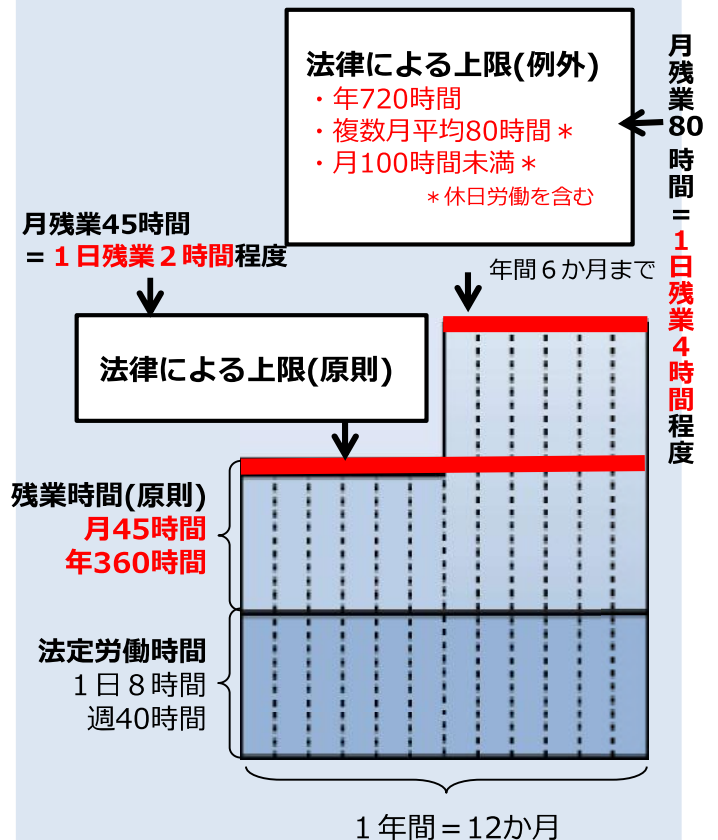 法律による上限(例外)
・年720時間
・複数月平均80時間＊
・月100時間未満＊
＊休日労働を含む
月残業80時間=１日残業４時間程度
月残業45時間
=１日残業２時間程度
年間６か月まで
法律による上限(原則)
残業時間(原則)
月45時間
年360時間
法定労働時間
１日８時間
週40時間
１年間＝12か月